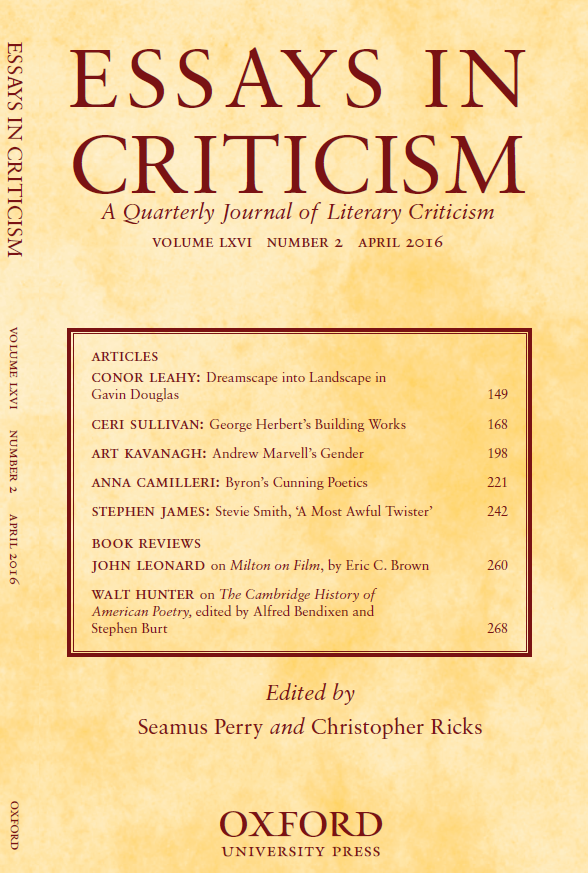 ESSAYS IN CRITICISM
VOLUME LXVI NUMBER 2 APRIL 2016
OXFORD
ESSAYS IN
CRITICISM
A Quarterly Journal of Literary Criticism
VOLUME LXVI NUMBER 2 APRIL 2016
ARTICLES
CONOR LEAHY: Dreamscape into Landscape in
Gavin Douglas 149
CERI SULLIVAN: George Herbert's Building Works 168
ART KAVANAGH: Andrew Marvell's Gender 198
ANNA CAMILLERI: Byron's Cunning Poetics 221
STEPHEN JAMES: Stevie Smith, ‘A Most Awful Twister’ 242
BOOK REVIEWS
JOHN LEONARD on Milton on Film, by Eric C. Brown 260
WALT HUNTER on The Cambridge History of
American Poetry, edited by Alfred Bendixen and
Stephen Burt 268
Edited by
Seamus Perry and Christopher Ricks
OXFORD
UNIVERSITY PRESS